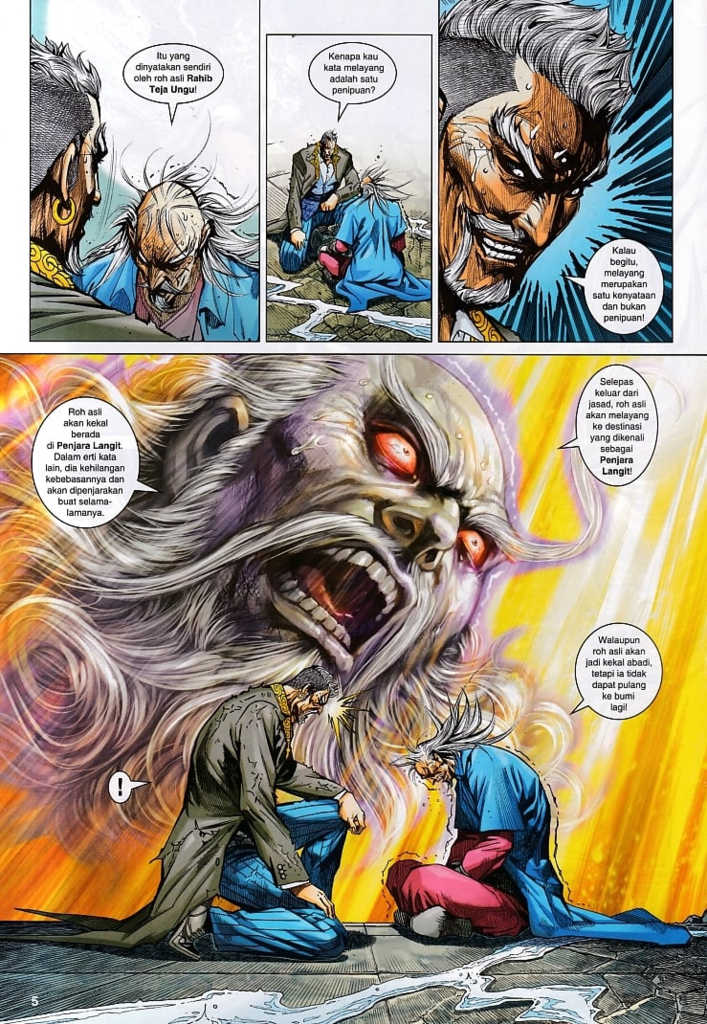 Itu yang
dinyatakan sendiri
oleh roh asli Rahib
Teja Ungu!
Kenapa kau
kata melayang
adalah satu
penipuan?
Kalau
begitu,
melayang
merupakan
satu kenyataan
dan bukan
penipuan!
Selepas
keluar dari
jasad, roh asli
akan melayang
ke destinasi
yang dikenali
sebagai
Penjara
Langit!
Roh asli
akan kekal
berada
di Penjara Langit.
Dalam erti kata
lain, dia kehilangan
kebebasannya dan
akan dipenjarakan
buat selama-
lamanya.
Walaupun
roh asli akan
jadi kekal abadi,
tetapi ia tidak
dapat pulang
ke bumi
lagi!
!
5